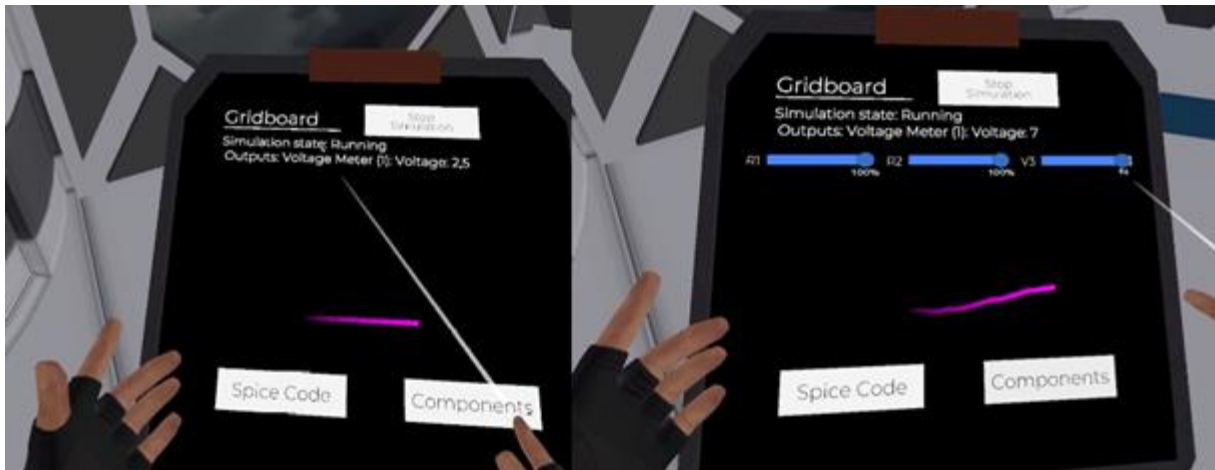 Gridboard
Stop
Simulation
Simulation state: Running
Outputs: Voltage Meter (1): Voltage: 2,5
Spice Code
Components
Gridboard
Stop
Simulation
Simulation state: Running
Outputs: Voltage Meter (1): Voltage: 7
R1 R2 V3
100% 100%
Spice Code
Components